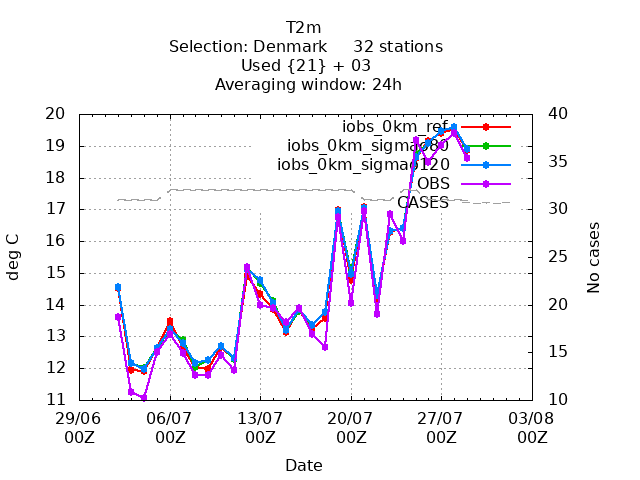 T2m
Selection: Denmark 32 stations
Used {21} + 03
Averaging window: 24h
20
19
18
17
16
15
14
13
12
11
deg C
40
35
30
25
20
15
10
No cases
iobs_0km_ref
iobs_0km_sigmao80
iobs_0km_sigmao120
OBS
CASES
29/06 06/07 13/07 20/07 27/07 03/08
00Z 00Z 00Z 00Z 00Z 00Z
Date